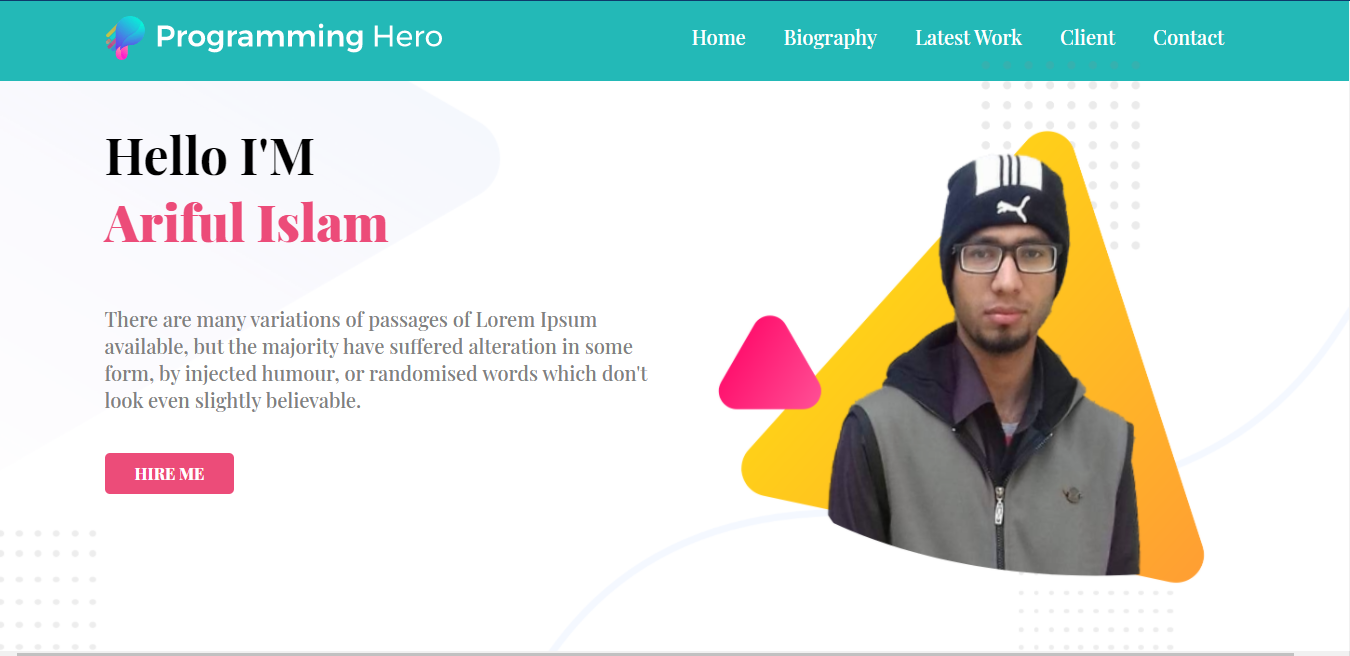 Programming Hero
Home Biography Latest Work Client Contact
Hello I'M
Ariful Islam
There are many variations of passages of Lorem Ipsum
available, but the majority have suffered alteration in some
form, by injected humour, or randomised words which don't
look even slightly believable.
HIRE ME